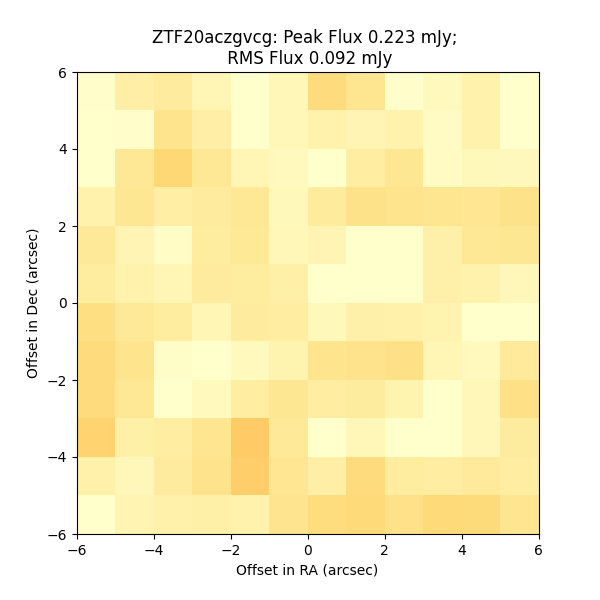 ZTF20aczgvcg: Peak Flux 0.223 mJy;
RMS Flux 0.092 mJy
6
4
2
0
−2
−4
−6
Offset in Dec (arcsec)
−6 −4 −2 0 2 4 6
Offset in RA (arcsec)